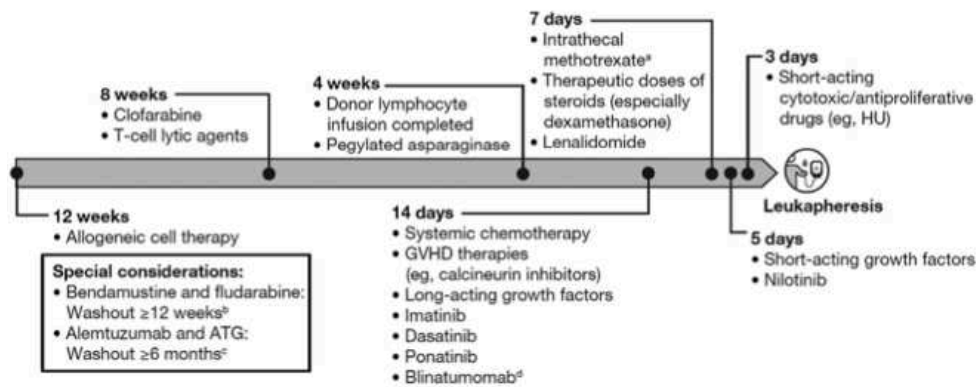 7 days
• Intrathecal
methotrexateᵃ
• Therapeutic doses of
steroids (especially
dexamethasone)
• Lenalidomide
3 days
• Short-acting
cytotoxic/antiproliferative
drugs (eg, HU)
4 weeks
• Donor lymphocyte
infusion completed
• Pegylated asparaginase
8 weeks
• Clofarabine
• T-cell lytic agents
Leukapheresis
12 weeks
• Allogeneic cell therapy
Special considerations:
• Bendamustine and fludarabine:
Washout ≥12 weeksᵇ
• Alemtuzumab and ATG:
Washout ≥6 monthsᶜ
14 days
• Systemic chemotherapy
• GVHD therapies
(eg, calcineurin inhibitors)
• Long-acting growth factors
• Imatinib
• Dasatinib
• Ponatinib
• Blinatumomabᵈ
5 days
• Short-acting growth factors
• Nilotinib